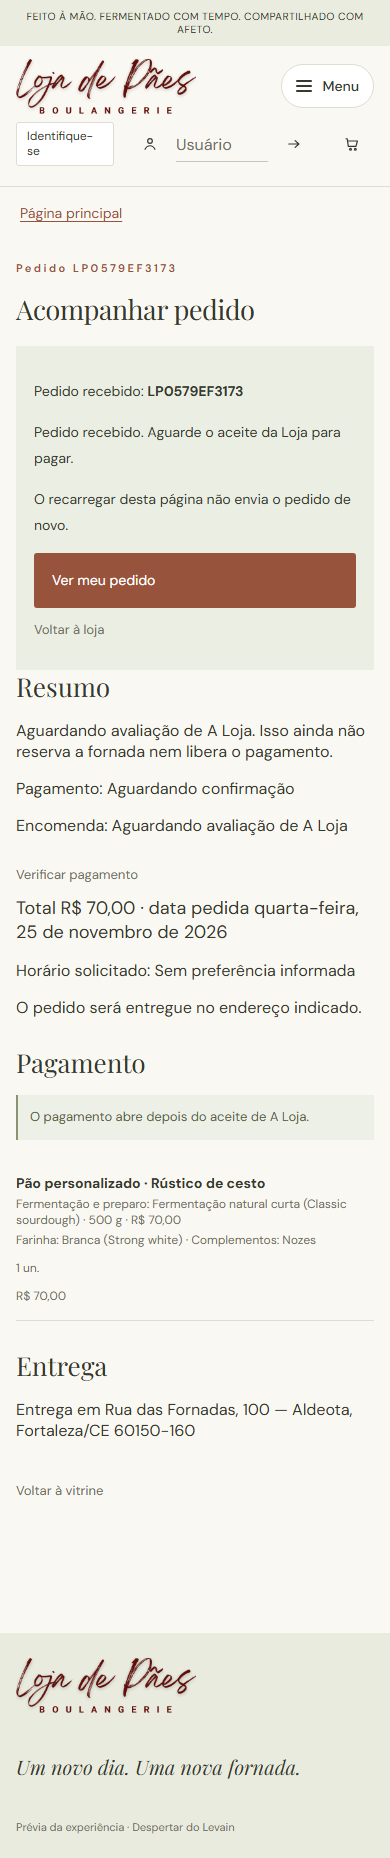 FEITO À MÃO. FERMENTADO COM TEMPO. COMPARTILHADO COM
AFETO.
Loja de Pães
BOULANGERIE
Menu
Identifique-
se
Usuário
Página principal
Pedido LP0579EF3173
Acompanhar pedido
Pedido recebido: LP0579EF3173
Pedido recebido. Aguarde o aceite da Loja para
pagar.
O recarregar desta página não envia o pedido de
novo.
Ver meu pedido
Voltar à loja
Resumo
Aguardando avaliação de A Loja. Isso ainda não
reserva a fornada nem libera o pagamento.
Pagamento: Aguardando confirmação
Encomenda: Aguardando avaliação de A Loja
Verificar pagamento
Total R$ 70,00 · data pedida quarta-feira,
25 de novembro de 2026
Horário solicitado: Sem preferência informada
O pedido será entregue no endereço indicado.
Pagamento
O pagamento abre depois do aceite de A Loja.
Pão personalizado · Rústico de cesto
Fermentação e preparo: Fermentação natural curta (Classic
sourdough) · 500 g · R$ 70,00
Farinha: Branca (Strong white) · Complementos: Nozes
1 un.
R$ 70,00
Entrega
Entrega em Rua das Fornadas, 100 — Aldeota,
Fortaleza/CE 60150-160
Voltar à vitrine
Loja de Pães
BOULANGERIE
Um novo dia. Uma nova fornada.
Prévia da experiência · Despertar do Levain